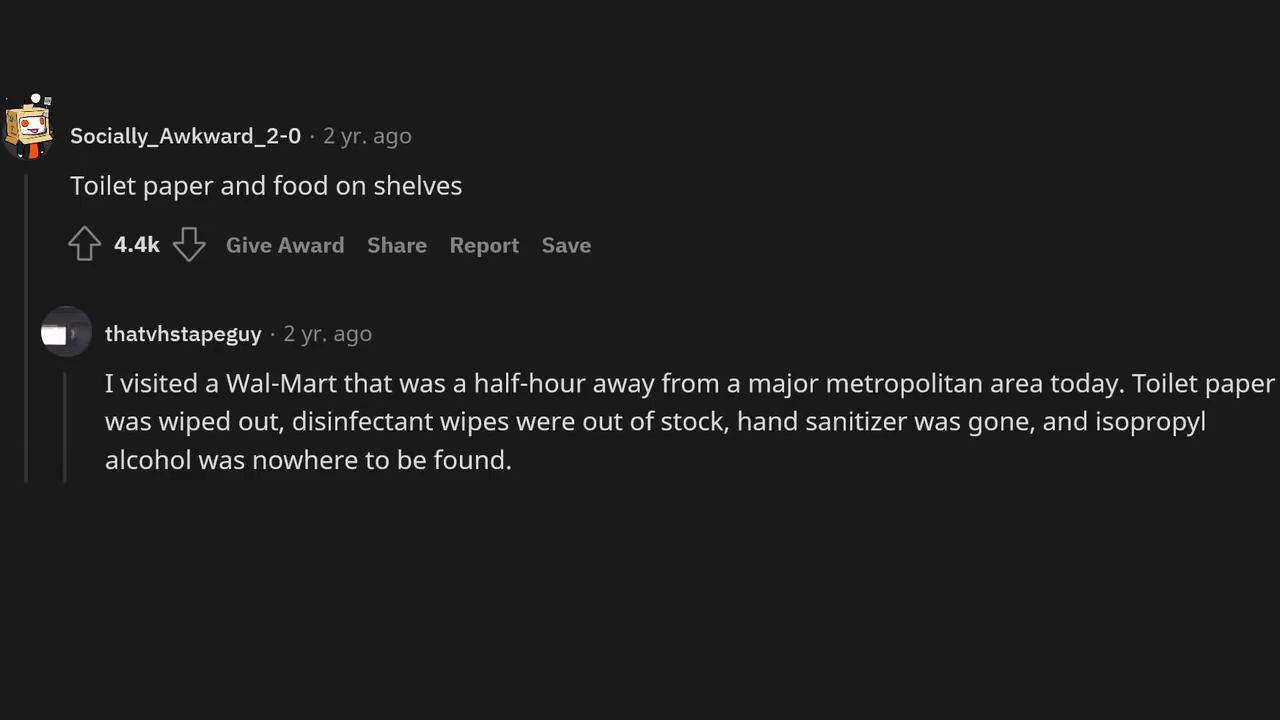 Socially_Awkward_2-0 · 2 yr. ago
Toilet paper and food on shelves
4.4k Give Award Share Report Save
thatvhstapeguy · 2 yr. ago
I visited a Wal-Mart that was a half-hour away from a major metropolitan area today. Toilet paper
was wiped out, disinfectant wipes were out of stock, hand sanitizer was gone, and isopropyl
alcohol was nowhere to be found.